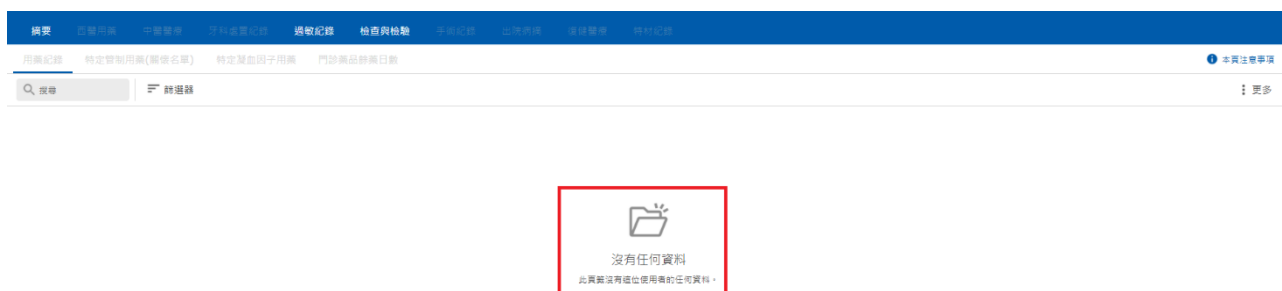 摘要 西醫用藥 中醫醫療 牙科處置紀錄 過敏紀錄 檢查與檢驗 手術紀錄 出院病摘 復健醫療 特材紀錄
用藥紀錄 特定管制用藥(關懷名單) 特定凝血因子用藥 門診藥品餘藥日數 本頁注意事項
搜尋 篩選器 更多
沒有任何資料
此頁籤沒有這位使用者的任何資料。